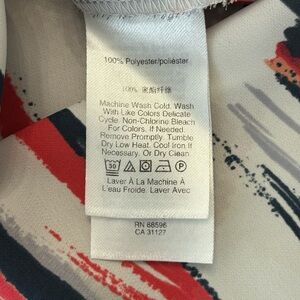 100% Polyester/poliéster
100% 聚酯纤维
Machine Wash Cold. Wash
With Like Colors Delicate
Cycle. Non-Chlorine Bleach
For Colors. If Needed.
Remove Promptly. Tumble
Dry Low Heat. Cool Iron If
Necessary. Or Dry Clean.
30
Laver À La Machine À
L'eau Froide. Laver Avec
RN 88596
CA 31127